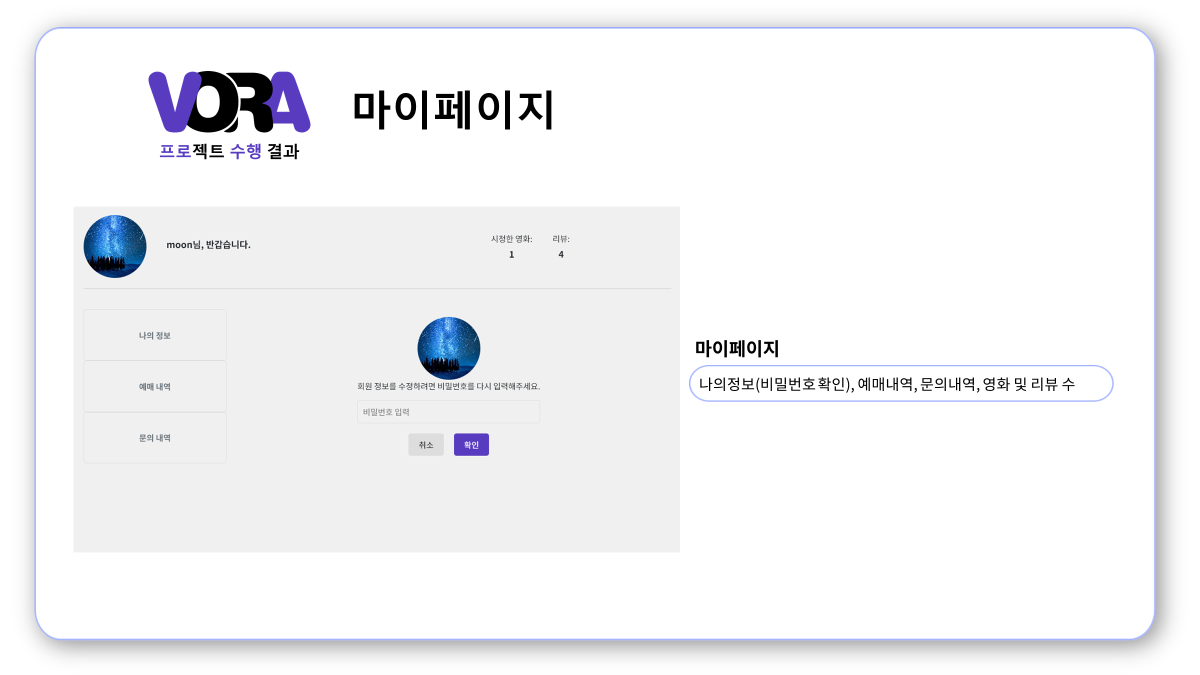 VORA
프로젝트 수행 결과
마이페이지
moon님, 반갑습니다.
시청한 영화: 리뷰:
1 4
나의 정보
예매 내역
문의 내역
회원 정보를 수정하려면 비밀번호를 다시 입력해주세요.
비밀번호 입력
취소 확인
마이페이지
나의정보(비밀번호확인), 예매내역, 문의내역, 영화 및 리뷰 수